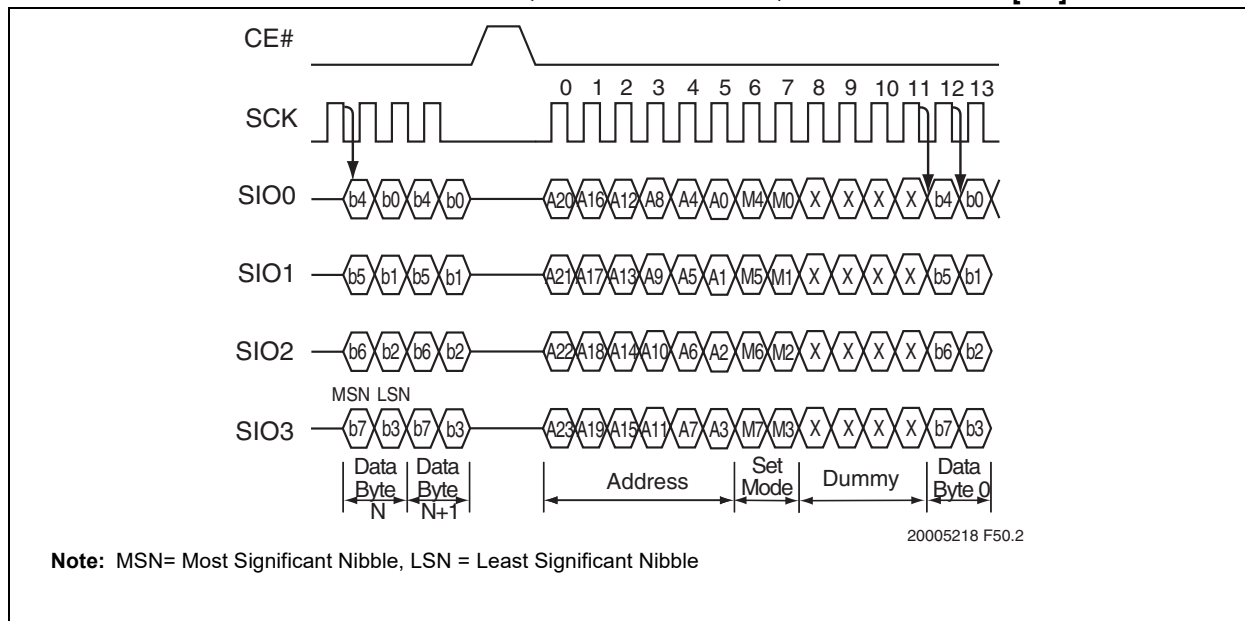 CE#
0 1 2 3 4 5 6 7 8 9 10 11 12 13
SCK
SIO0 b4 b0 b4 b0 A20 A16 A12 A8 A4 A0 M4 M0 X X X X b4 b0
SIO1 b5 b1 b5 b1 A21 A17 A13 A9 A5 A1 M5 M1 X X X X b5 b1
SIO2 b6 b2 b6 b2 A22 A18 A14 A10 A6 A2 M6 M2 X X X X b6 b2
MSN LSN
SIO3 b7 b3 b7 b3 A23 A19 A15 A11 A7 A3 M7 M3 X X X X b7 b3
Data Byte N
Data Byte N+1
Address
Set Mode
Dummy
Data Byte 0
20005218 F50.2
Note: MSN= Most Significant Nibble, LSN = Least Significant Nibble